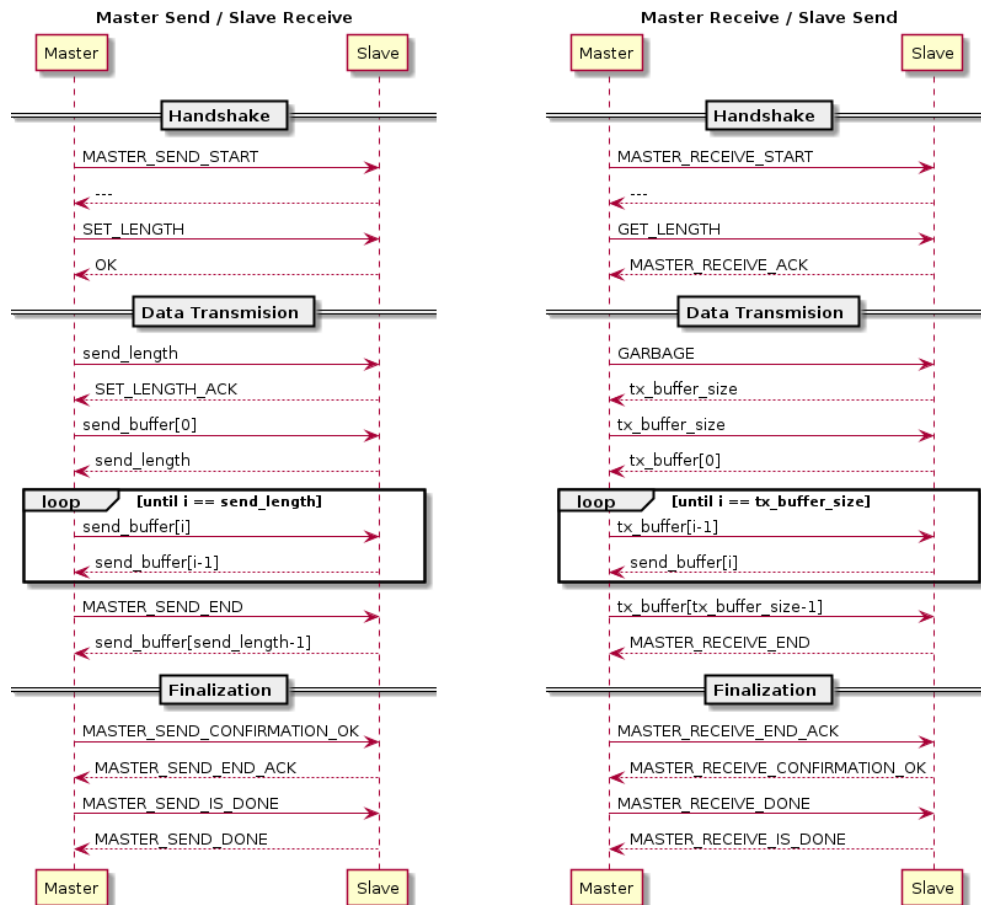 Master Send / Slave Receive
Master
Slave
Handshake
MASTER_SEND_START
---
SET_LENGTH
OK
Data Transmision
send_length
SET_LENGTH_ACK
send_buffer[0]
send_length
loop
[until i == send_length]
send_buffer[i]
send_buffer[i-1]
MASTER_SEND_END
send_buffer[send_length-1]
Finalization
MASTER_SEND_CONFIRMATION_OK
MASTER_SEND_END_ACK
MASTER_SEND_IS_DONE
MASTER_SEND_DONE
Master
Slave
Master Receive / Slave Send
Master
Slave
Handshake
MASTER_RECEIVE_START
---
GET_LENGTH
MASTER_RECEIVE_ACK
Data Transmision
GARBAGE
tx_buffer_size
tx_buffer_size
tx_buffer[0]
loop
[until i == tx_buffer_size]
tx_buffer[i-1]
send_buffer[i]
tx_buffer[tx_buffer_size-1]
MASTER_RECEIVE_END
Finalization
MASTER_RECEIVE_END_ACK
MASTER_RECEIVE_CONFIRMATION_OK
MASTER_RECEIVE_DONE
MASTER_RECEIVE_IS_DONE
Master
Slave